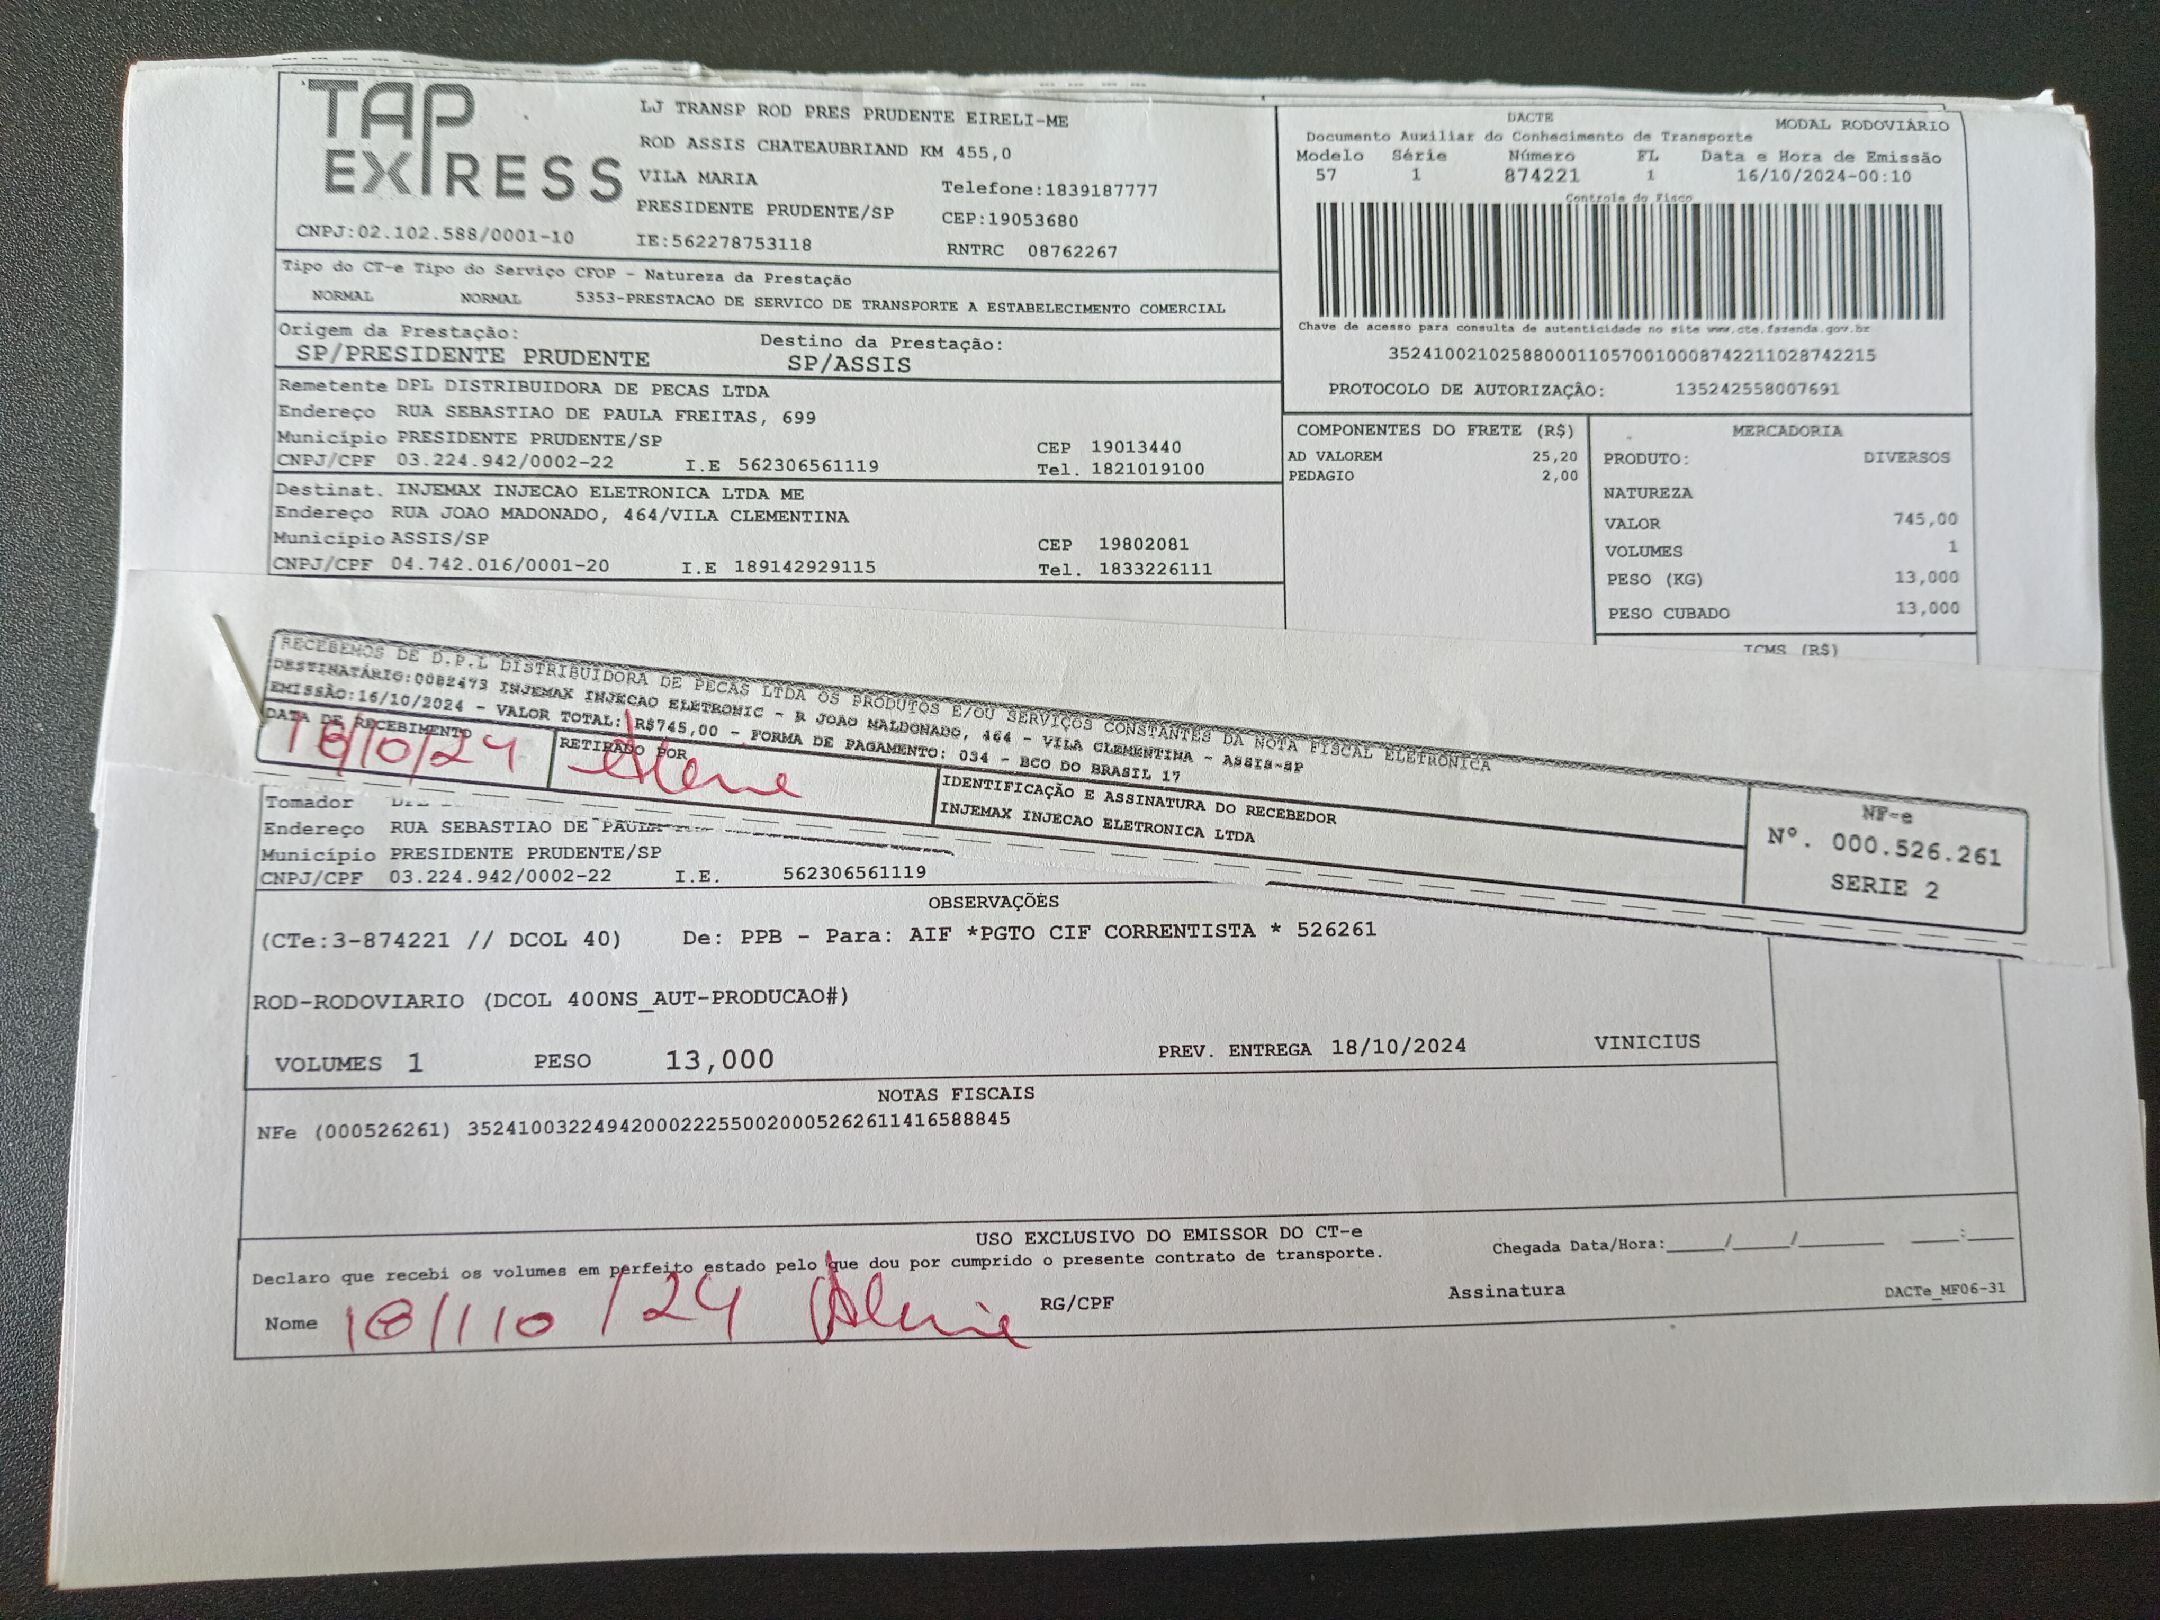 TAP EXPRESS
LJ TRANSP ROD PRES PRUDENTE EIRELI-ME
ROD ASSIS CHATEAUBRIAND KM 455,0
VILA MARIA
Telefone:1839187777
PRESIDENTE PRUDENTE/SP
CEP:19053680
CNPJ:02.102.588/0001-10
IE:562278753118
RNTRC 08762267
DACTE
MODAL RODOVIÁRIO
Documento Auxiliar do Conhecimento de Transporte
Modelo Série Número FL Data e Hora de Emissão
57 1 874221 1 16/10/2024-00:10
Controle do Fisco
Chave de acesso para consulta de autenticidade no site www.cte.fazenda.gov.br
35241002102588000110570010008742211028742215
PROTOCOLO DE AUTORIZAÇÂO: 135242558007691
Tipo do CT-e Tipo do Serviço CFOP - Natureza da Prestação
NORMAL NORMAL 5353-PRESTACAO DE SERVICO DE TRANSPORTE A ESTABELECIMENTO COMERCIAL
Origem da Prestação: Destino da Prestação:
SP/PRESIDENTE PRUDENTE SP/ASSIS
Remetente DPL DISTRIBUIDORA DE PECAS LTDA
Endereço RUA SEBASTIAO DE PAULA FREITAS, 699
Município PRESIDENTE PRUDENTE/SP CEP 19013440
CNPJ/CPF 03.224.942/0002-22 I.E 562306561119 Tel. 1821019100
Destinat. INJEMAX INJECAO ELETRONICA LTDA ME
Endereço RUA JOAO MADONADO, 464/VILA CLEMENTINA
Município ASSIS/SP CEP 19802081
CNPJ/CPF 04.742.016/0001-20 I.E 189142929115 Tel. 1833226111
COMPONENTES DO FRETE (R$)
AD VALOREM 25,20
PEDAGIO 2,00
MERCADORIA
PRODUTO: DIVERSOS
NATUREZA
VALOR 745,00
VOLUMES 1
PESO (KG) 13,000
PESO CUBADO 13,000
ICMS (R$)
RECEBEMOS DE D.P.L DISTRIBUIDORA DE PECAS LTDA OS PRODUTOS E/OU SERVIÇOS CONSTANTES DA NOTA FISCAL ELETRÔNICA
DESTINATÁRIO:0082473 INJEMAX INJECAO ELETRONIC - R JOAO MALDONADO, 464 - VILA CLEMENTINA - ASSIS-SP
EMISSÃO:16/10/2024 - VALOR TOTAL: R$745,00 - FORMA DE PAGAMENTO: 034 - BCO DO BRASIL 17
DATA DE RECEBIMENTO
18/10/24
RETIRADO POR
IDENTIFICAÇÃO E ASSINATURA DO RECEBEDOR
INJEMAX INJECAO ELETRONICA LTDA
NF-e
Nº. 000.526.261
SERIE 2
Tomador
Endereço RUA SEBASTIAO DE PAULA
Município PRESIDENTE PRUDENTE/SP
CNPJ/CPF 03.224.942/0002-22 I.E. 562306561119
OBSERVAÇÕES
(CTe:3-874221 // DCOL 40) De: PPB - Para: AIF *PGTO CIF CORRENTISTA * 526261
ROD-RODOVIARIO (DCOL 400NS_AUT-PRODUCAO#)
VOLUMES 1 PESO 13,000 PREV. ENTREGA 18/10/2024 VINICIUS
NOTAS FISCAIS
NFe (000526261) 35241003224942000222550020005262611416588845
USO EXCLUSIVO DO EMISSOR DO CT-e
Declaro que recebi os volumes em perfeito estado pelo que dou por cumprido o presente contrato de transporte.
Chegada Data/Hora:_____/_____/________ ____:____
Nome 18/10/24 RG/CPF Assinatura DACTe_MF06-31